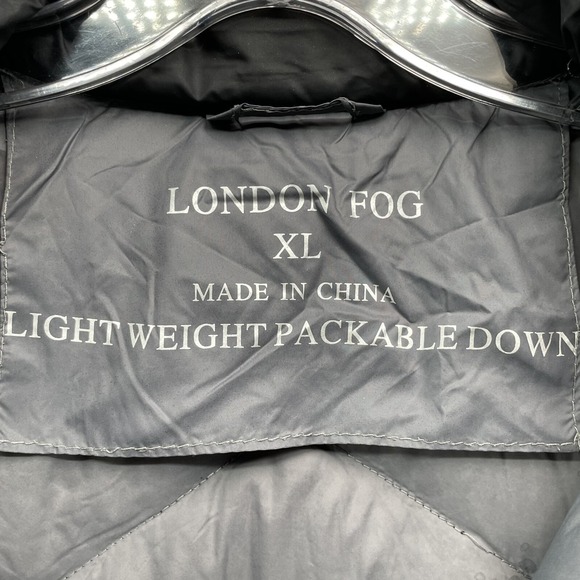 LONDON FOG
XL
MADE IN CHINA
LIGHT WEIGHT PACKABLE DOWN